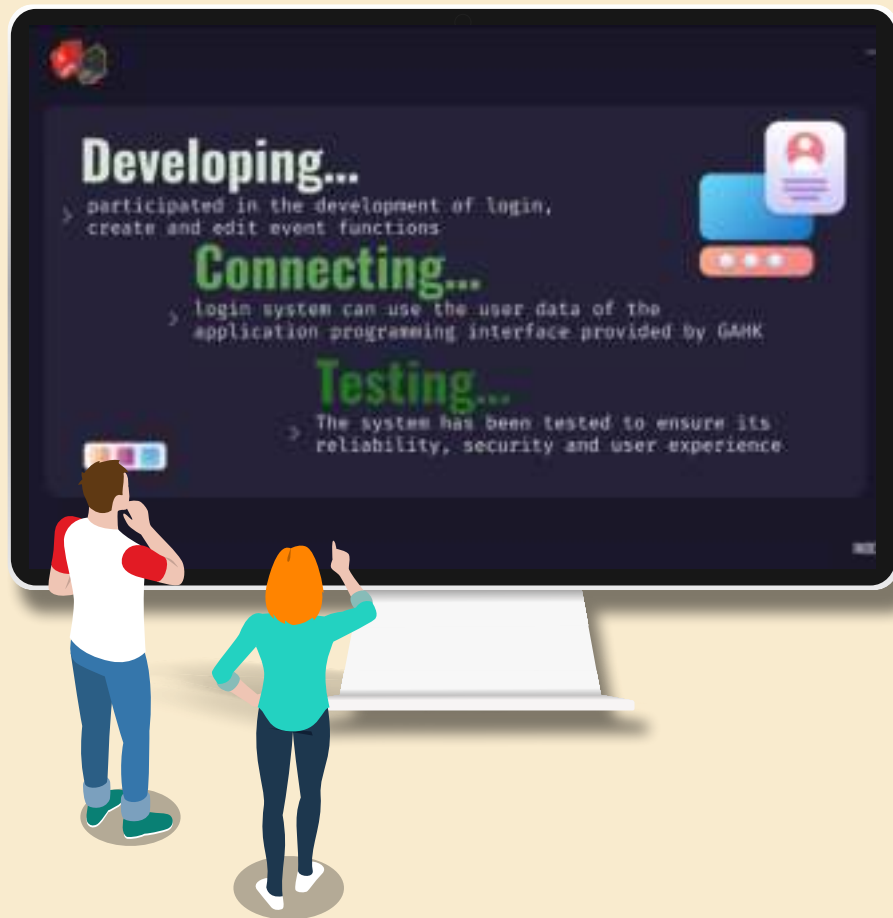 Developing...
participated in the development of login,
create and edit event functions
Connecting...
login system can use the user data of the
application programming interface provided by GAHK
Testing...
The system has been tested to ensure its
reliability, security and user experience